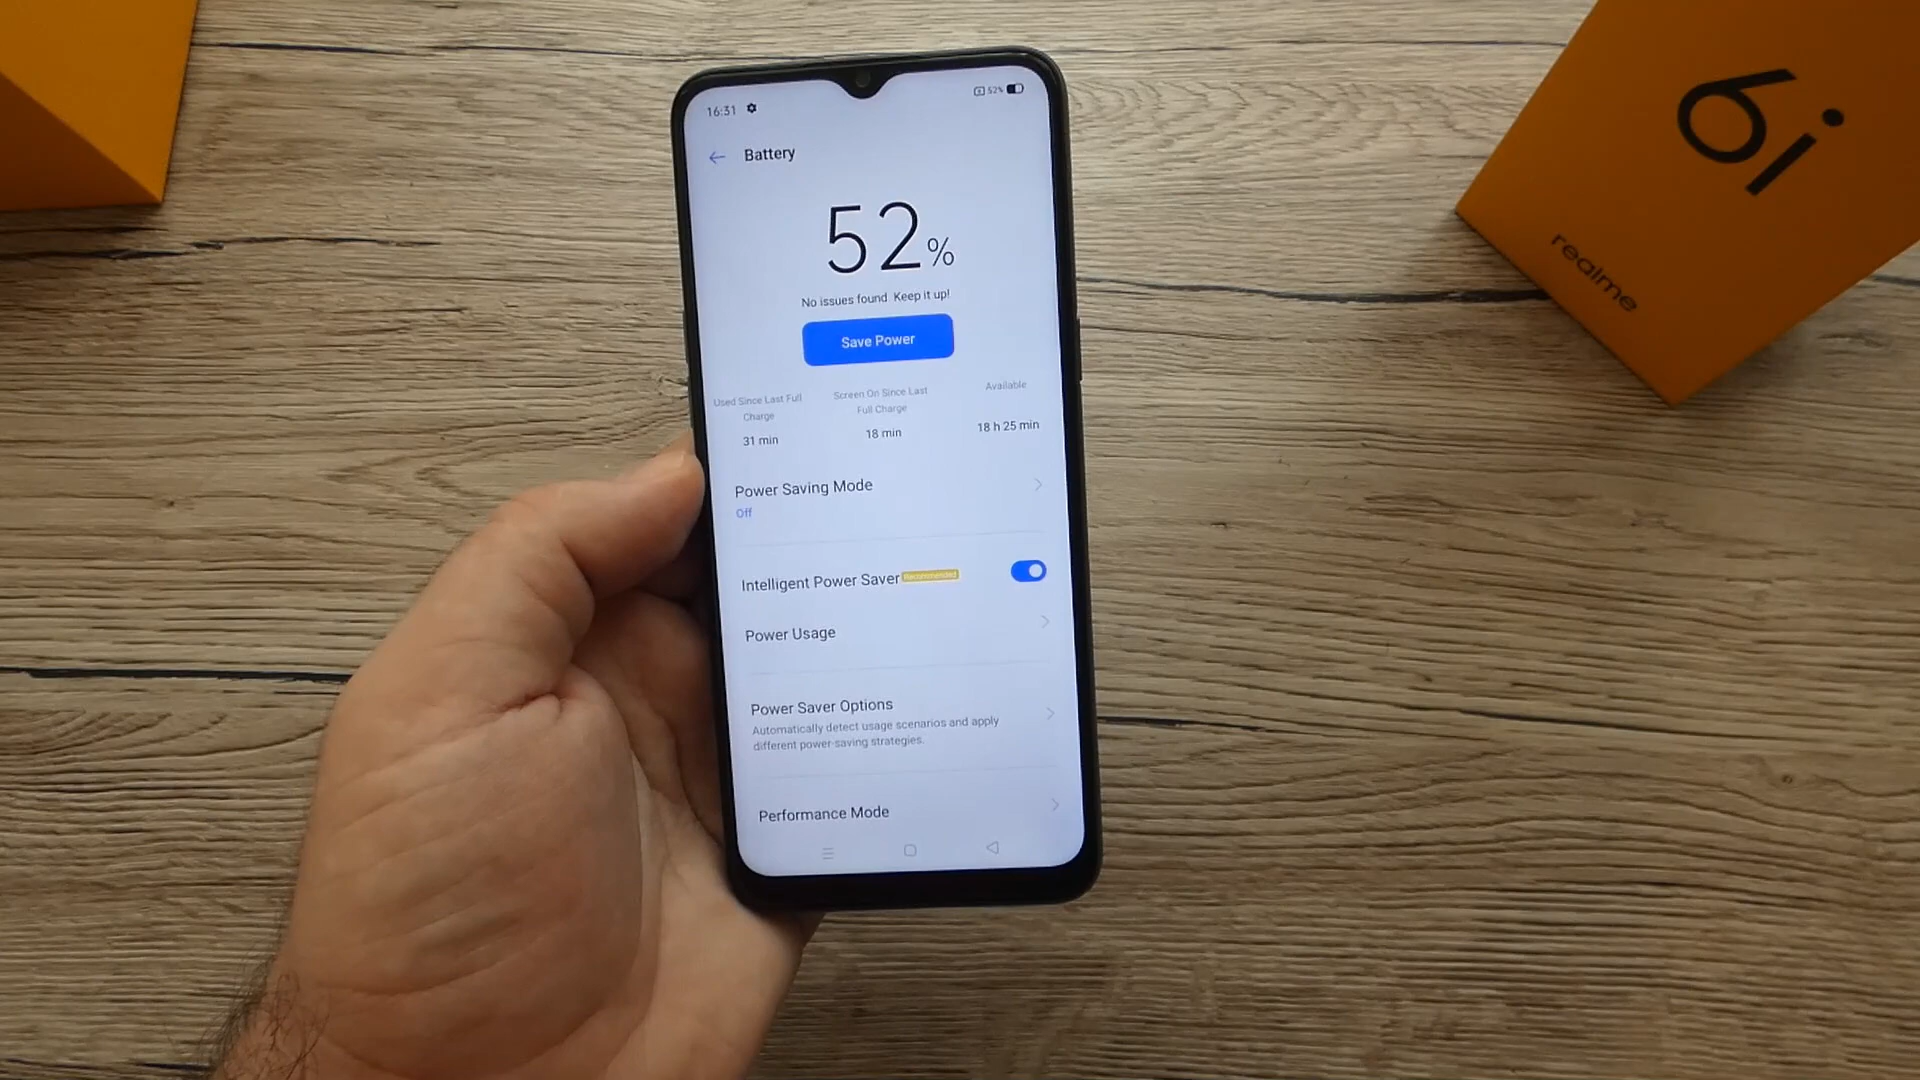 16:31
52%
Battery
52%
No issues found Keep it up!
Save Power
Used Since Last Full
Charge
31 min
Screen On Since Last
Full Charge
18 min
Available
18 h 25 min
Power Saving Mode
Off
Intelligent Power Saver Recommended
Power Usage
Power Saver Options
Automatically detect usage scenarios and apply
different power-saving strategies.
Performance Mode
6i
realme